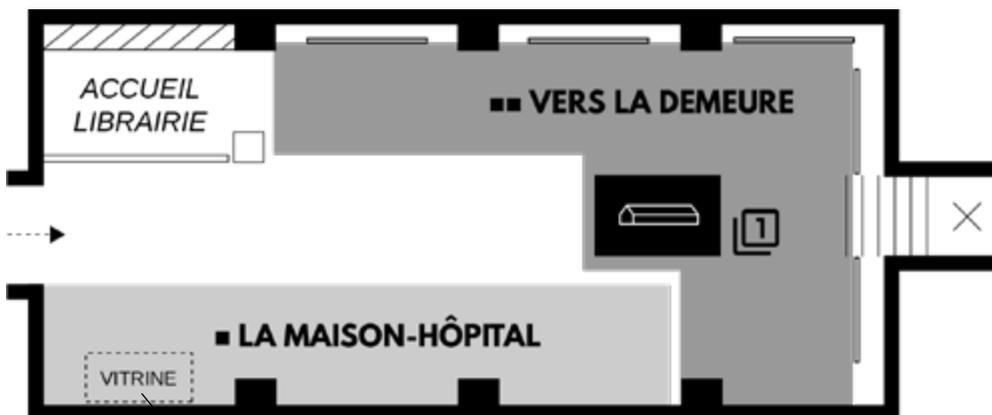 ACCUEIL
LIBRAIRIE
■■ VERS LA DEMEURE
1
■ LA MAISON-HÔPITAL
VITRINE